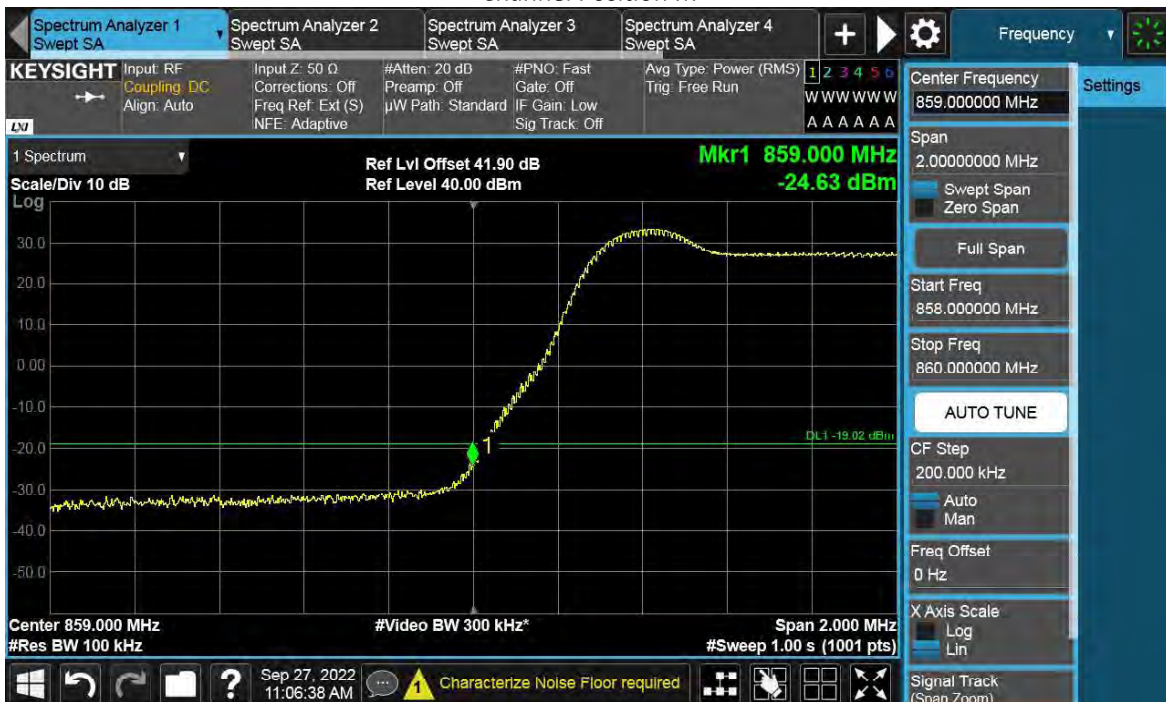 Spectrum Analyzer 1
Swept SA
Spectrum Analyzer 2
Swept SA
Spectrum Analyzer 3
Swept SA
Spectrum Analyzer 4
Swept SA
+
Frequency
KEYSIGHT
LXI
Input: RF
Coupling: DC
Align: Auto
Input Z: 50 Ω
Corrections: Off
Freq Ref: Ext (S)
NFE: Adaptive
#Atten: 20 dB
Preamp: Off
µW Path: Standard
#PNO: Fast
Gate: Off
IF Gain: Low
Sig Track: Off
Avg Type: Power (RMS)
Trig: Free Run
1 2 3 4 5 6
W W W W W W
A A A A A A
1 Spectrum
Scale/Div 10 dB
Log
Ref Lvl Offset 41.90 dB
Ref Level 40.00 dBm
Mkr1 859.000 MHz
-24.63 dBm
30.0
20.0
10.0
0.00
-10.0
-20.0
-30.0
-40.0
-50.0
1
DL1 -19.02 dBm
Center 859.000 MHz
#Res BW 100 kHz
#Video BW 300 kHz*
Span 2.000 MHz
#Sweep 1.00 s (1001 pts)
Center Frequency
859.000000 MHz
Settings
Span
2.00000000 MHz
Swept Span
Zero Span
Full Span
Start Freq
858.000000 MHz
Stop Freq
860.000000 MHz
AUTO TUNE
CF Step
200.000 kHz
Auto
Man
Freq Offset
0 Hz
X Axis Scale
Log
Lin
Signal Track
(Span Zoom)
?
Sep 27, 2022
11:06:38 AM
1
Characterize Noise Floor required